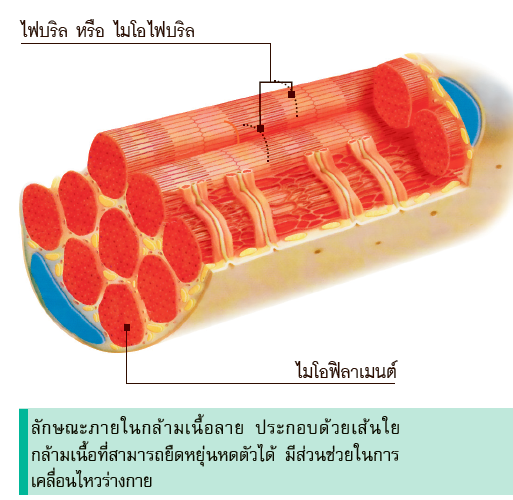 ไฟบริล หรือ ไมโอไฟบริล
ไมโอฟิลาเมนต์
ลักษณะภายในกล้ามเนื้อลาย ประกอบด้วยเส้นใย
กล้ามเนื้อที่สามารถยืดหยุ่นหดตัวได้ มีส่วนช่วยในการ
เคลื่อนไหวร่างกาย